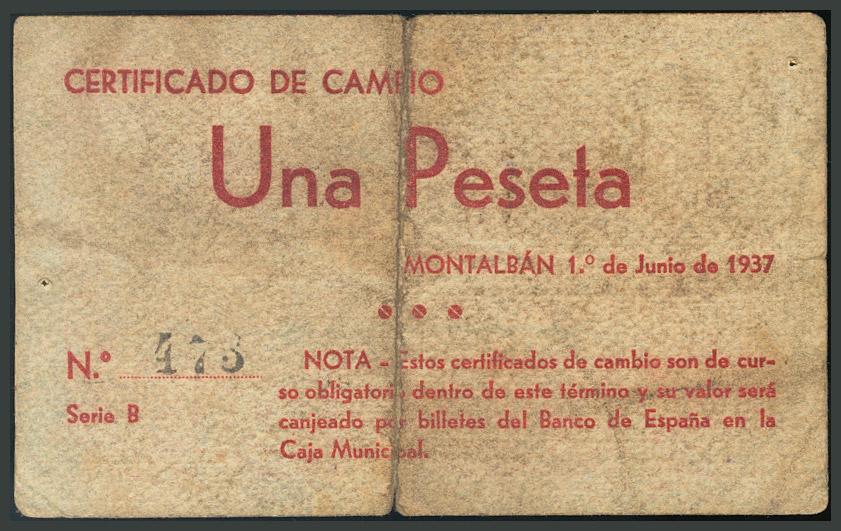 CERTIFICADO DE CAMBIO
Una Peseta
MONTALBÁN 1.º de Junio de 1937
N.º 473
Serie B
NOTA - Estos certificados de cambio son de cur-
so obligatorio dentro de este término y su valor será
canjeado por billetes del Banco de España en la
Caja Municipal.